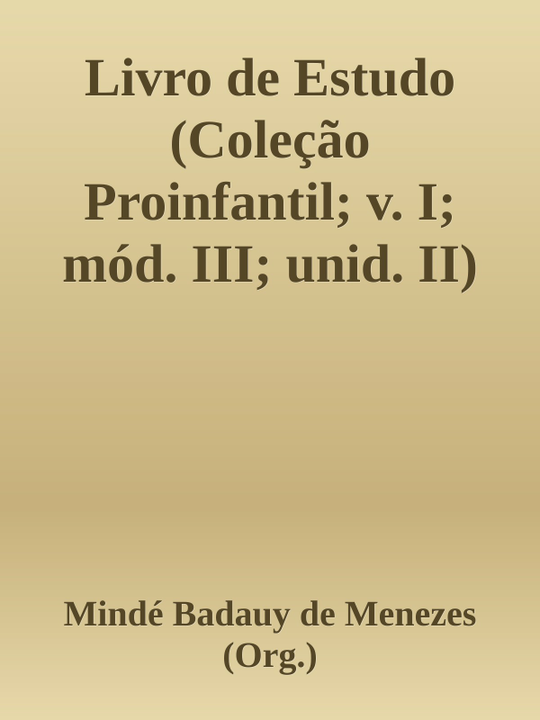 Livro de Estudo
(Coleção
Proinfantil; v. I;
mód. III; unid. II)
Mindé Badauy de Menezes
(Org.)